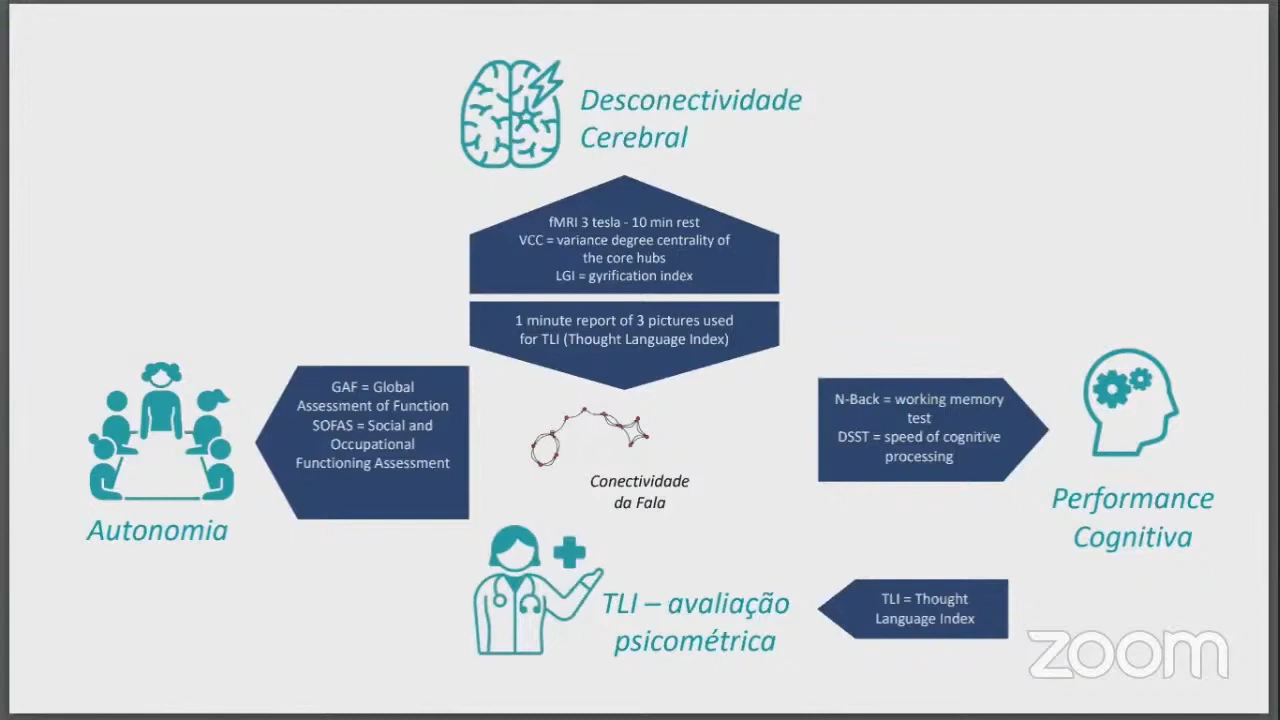 Desconectividade
Cerebral
fMRI 3 tesla - 10 min rest
VCC = variance degree centrality of
the core hubs
LGI = gyrification index
1 minute report of 3 pictures used
for TLI (Thought Language Index)
GAF = Global
Assessment of Function
SOFAS = Social and
Occupational
Functioning Assessment
Autonomia
Conectividade
da Fala
N-Back = working memory
test
DSST = speed of cognitive
processing
Performance
Cognitiva
TLI – avaliação
psicométrica
TLI = Thought
Language Index
zoom